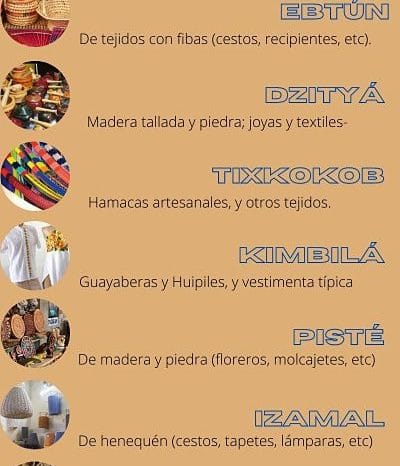 EBTÚN
De tejidos con fibas (cestos, recipientes, etc).
DZITYÁ
Madera tallada y piedra; joyas y textiles-
TIXKOKOB
Hamacas artesanales, y otros tejidos.
KIMBILÁ
Guayaberas y Huipiles, y vestimenta típica
PISTÉ
De madera y piedra (floreros, molcajetes, etc)
IZAMAL
De henequén (cestos, tapetes, lámparas, etc)